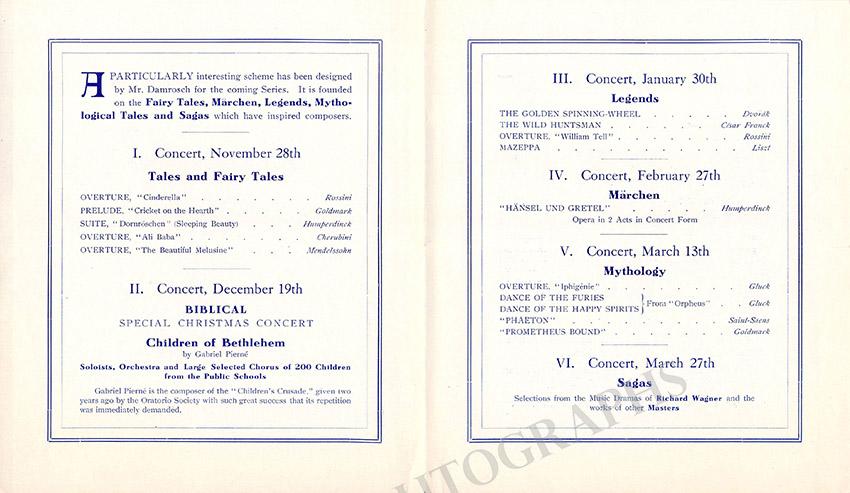 A PARTICULARLY interesting scheme has been designed
by Mr. Damrosch for the coming Series. It is founded
on the Fairy Tales, Märchen, Legends, Mytho-
logical Tales and Sagas which have inspired composers.
I. Concert, November 28th
Tales and Fairy Tales
OVERTURE, "Cinderella" . . . . . . . Rossini
PRELUDE, "Cricket on the Hearth" . . . . . Goldmark
SUITE, "Dornröschen" (Sleeping Beauty) . . . Humperdinck
OVERTURE, "Ali Baba" . . . . . . . Cherubini
OVERTURE, "The Beautiful Melusine" . . . Mendelssohn
II. Concert, December 19th
BIBLICAL
SPECIAL CHRISTMAS CONCERT
Children of Bethlehem
by Gabriel Pierné
Soloists, Orchestra and Large Selected Chorus of 200 Children
from the Public Schools
Gabriel Pierné is the composer of the "Children's Crusade," given two
years ago by the Oratorio Society with such great success that its repetition
was immediately demanded.
III. Concert, January 30th
Legends
THE GOLDEN SPINNING-WHEEL . . . . . Dvorák
THE WILD HUNTSMAN . . . . . . César Franck
OVERTURE, "William Tell" . . . . . . Rossini
MAZEPPA . . . . . . . . . . Liszt
IV. Concert, February 27th
Märchen
"HÄNSEL UND GRETEL" . . . . . Humperdinck
Opera in 2 Acts in Concert Form
V. Concert, March 13th
Mythology
OVERTURE, "Iphigénie" . . . . . . . Gluck
DANCE OF THE FURIES
DANCE OF THE HAPPY SPIRITS } From "Orpheus" . . Gluck
"PHAETON" . . . . . . . . Saint-Saens
"PROMETHEUS BOUND" . . . . . . Goldmark
VI. Concert, March 27th
Sagas
Selections from the Music Dramas of Richard Wagner and the
works of other Masters
UTOGRAPHS